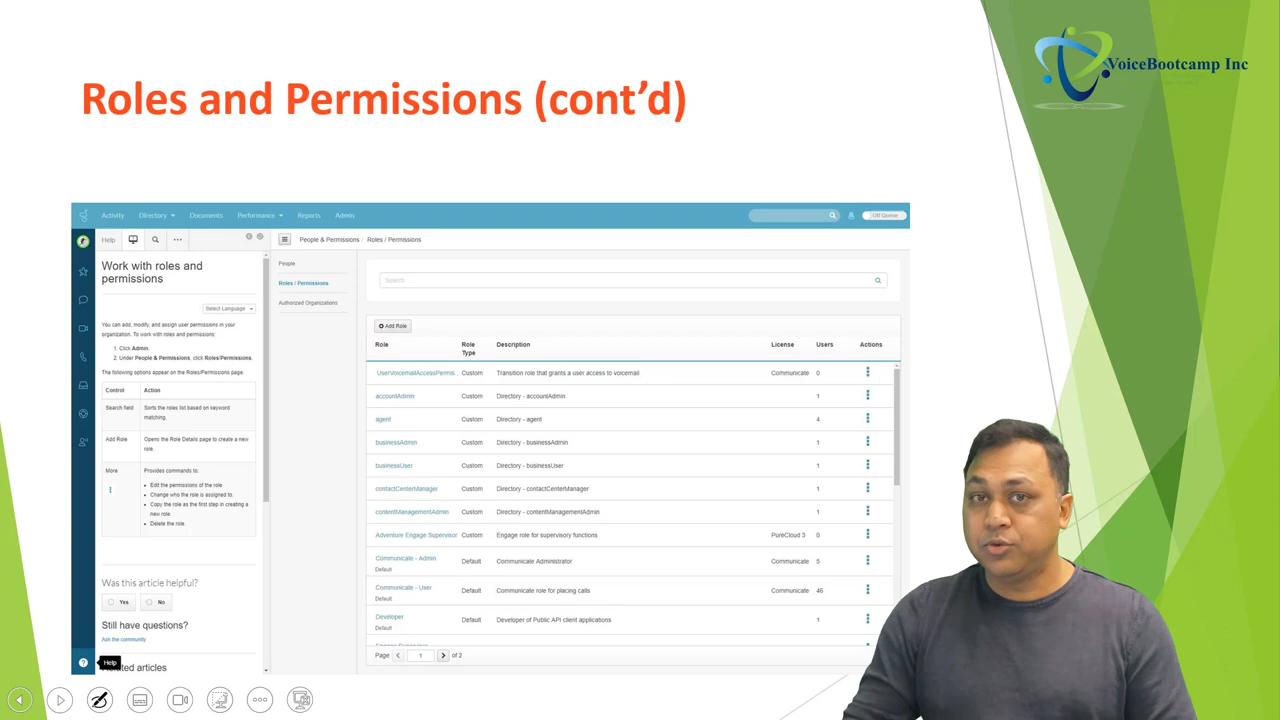 VoiceBootcamp Inc
Roles and Permissions (cont’d)
Activity Directory Documents Performance Reports Admin Off Queue
Help
People & Permissions / Roles / Permissions
Work with roles and
permissions
Select Language
You can add, modify, and assign user permissions in your
organization. To work with roles and permissions:
1. Click Admin.
2. Under People & Permissions, click Roles/Permissions.
The following options appear on the Roles/Permissions page.
Control Action
Search field Sorts the roles list based on keyword
matching.
Add Role Opens the Role Details page to create a new
role.
More Provides commands to:
• Edit the permissions of the role
• Change who the role is assigned to.
• Copy the role as the first step in creating a
new role.
• Delete the role.
Was this article helpful?
Yes No
Still have questions?
Ask the community
Related articles
Help
People
Roles / Permissions
Authorized Organizations
Search
Add Role
Role Role Type Description License Users Actions
UserVoicemailAccessPermis... Custom Transition role that grants a user access to voicemail Communicate 0
accountAdmin Custom Directory - accountAdmin 1
agent Custom Directory - agent 4
businessAdmin Custom Directory - businessAdmin 1
businessUser Custom Directory - businessUser 1
contactCenterManager Custom Directory - contactCenterManager 1
contentManagementAdmin Custom Directory - contentManagementAdmin 1
Adventure Engage Supervisor Custom Engage role for supervisory functions PureCloud 3 0
Communicate - Admin Default Communicate Administrator Communicate 5
Default
Communicate - User Default Communicate role for placing calls Communicate 46
Default
Developer Default Developer of Public API client applications 1
Default
Page 1 of 2